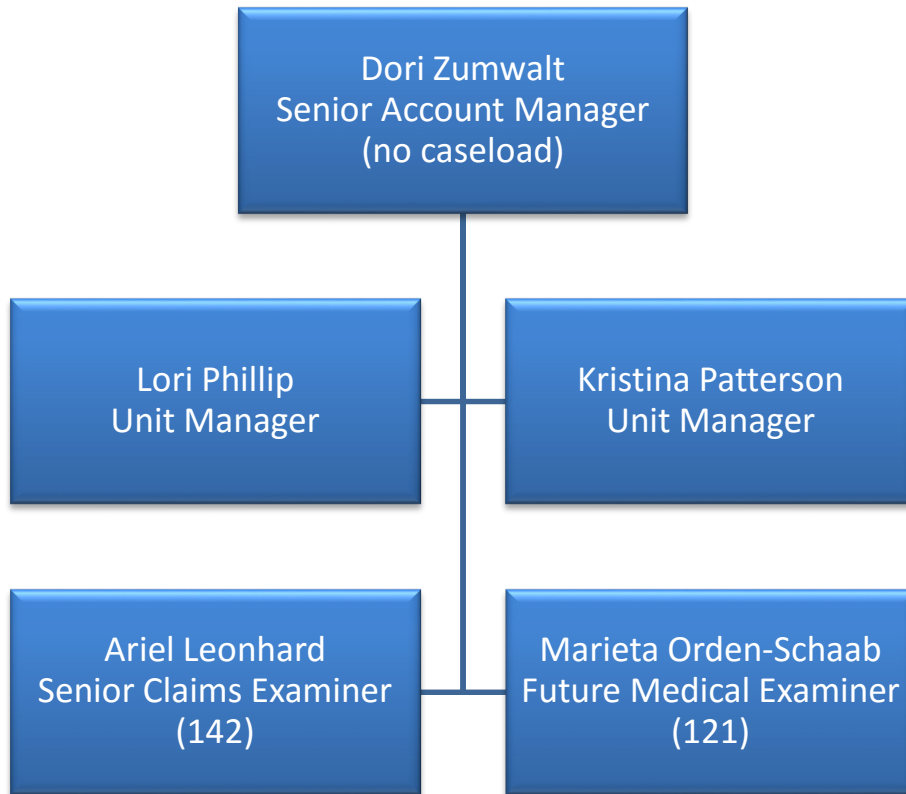 Dori Zumwalt
Senior Account Manager
(no caseload)
Lori Phillip
Unit Manager
Kristina Patterson
Unit Manager
Ariel Leonhard
Senior Claims Examiner
(142)
Marieta Orden-Schaab
Future Medical Examiner
(121)